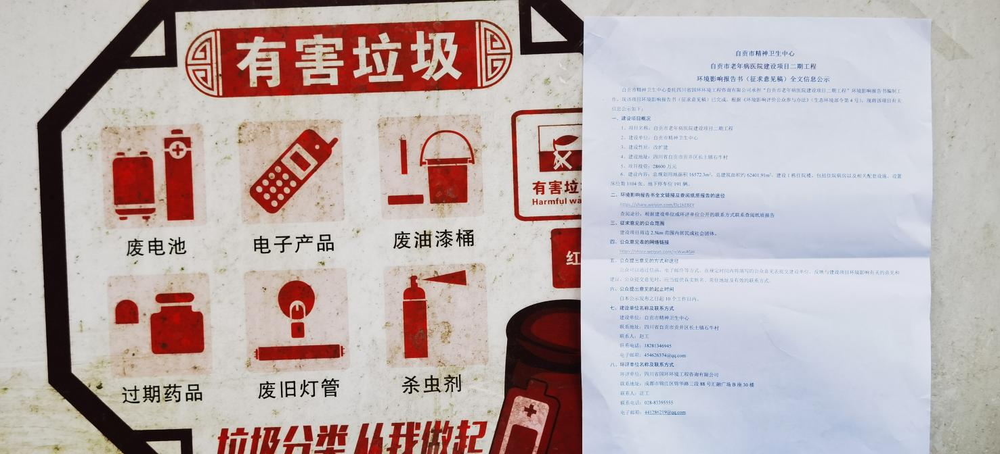 有害垃圾
废电池
电子产品
废油漆桶
过期药品
废旧灯管
杀虫剂
有害垃
Harmful wa
红
垃圾分类 从我做起
自贡市精神卫生中心
自贡市老年病医院建设项目二期工程
环境影响报告书（征求意见稿）全文信息公示
自贡市精神卫生中心委托四川省国环环境工程咨询有限公司承担“自贡市老年病医院建设项目二期工程”环境影响报告书编制工
作，现该项目环境影响报告书（征求意见稿）已完成，根据《环境影响评价公众参与办法》（生态环境部令第 4 号），现将该项目有关
信息公示如下：
一、建设项目概况
1、项目名称：自贡市老年病医院建设项目二期工程
2、建设单位：自贡市精神卫生中心
3、建设性质：改扩建
4、建设地址：四川省自贡市贡井区长土镇石牛村
5、项目投资：28600 万元
6、建设内容：总规划用地面积 16572.3m²，总建筑面积约 62401.91m²，建设 1 栋住院楼，包括住院病房以及相关配套设施，设置
床位数 1104 张，地下停车位 191 辆。
二、环境影响报告书全文链接及查阅纸质报告的途径
查阅途径：根据建设单位或环评单位公开的联系方式联系查阅纸质报告
三、征求意见的公众范围
建设项目周边 2.5km 范围内居民或社会团体。
四、公众意见表的网络链接
五、公众提出意见的方式和途径
公众可以通过信函、电子邮件等方式，在规定时间内将填写的公众意见表提交建设单位，反映与建设项目环境影响有关的意见和
建议。公众提交意见时，应当提供真实姓名、常住地址及有效的联系方式。
六、公众提出意见的起止时间
自本公示发布之日起 10 个工作日内。
七、建设单位名称及联系方式
建设单位：自贡市精神卫生中心
联系地址：四川省自贡市贡井区长土镇石牛村
联系人：赵工
联系电话：18281346945
电子邮箱：454626374@qq.com
八、环评单位名称及联系方式
环评单位：四川省国环环境工程咨询有限公司
联系地址：成都市锦江区锦华路三段 88 号汇融广场 B 座 30 楼
联系人：汪工
联系电话：028-83395555
电子邮箱：441286219@qq.com